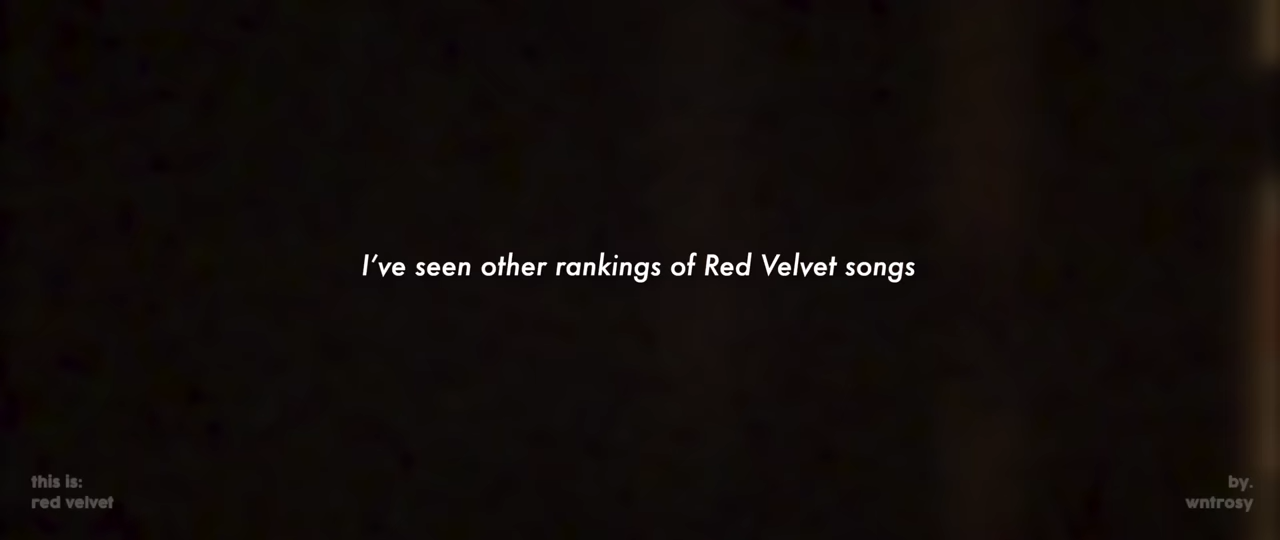 I've seen other rankings of Red Velvet songs
this is:
red velvet
by.
wntrosy